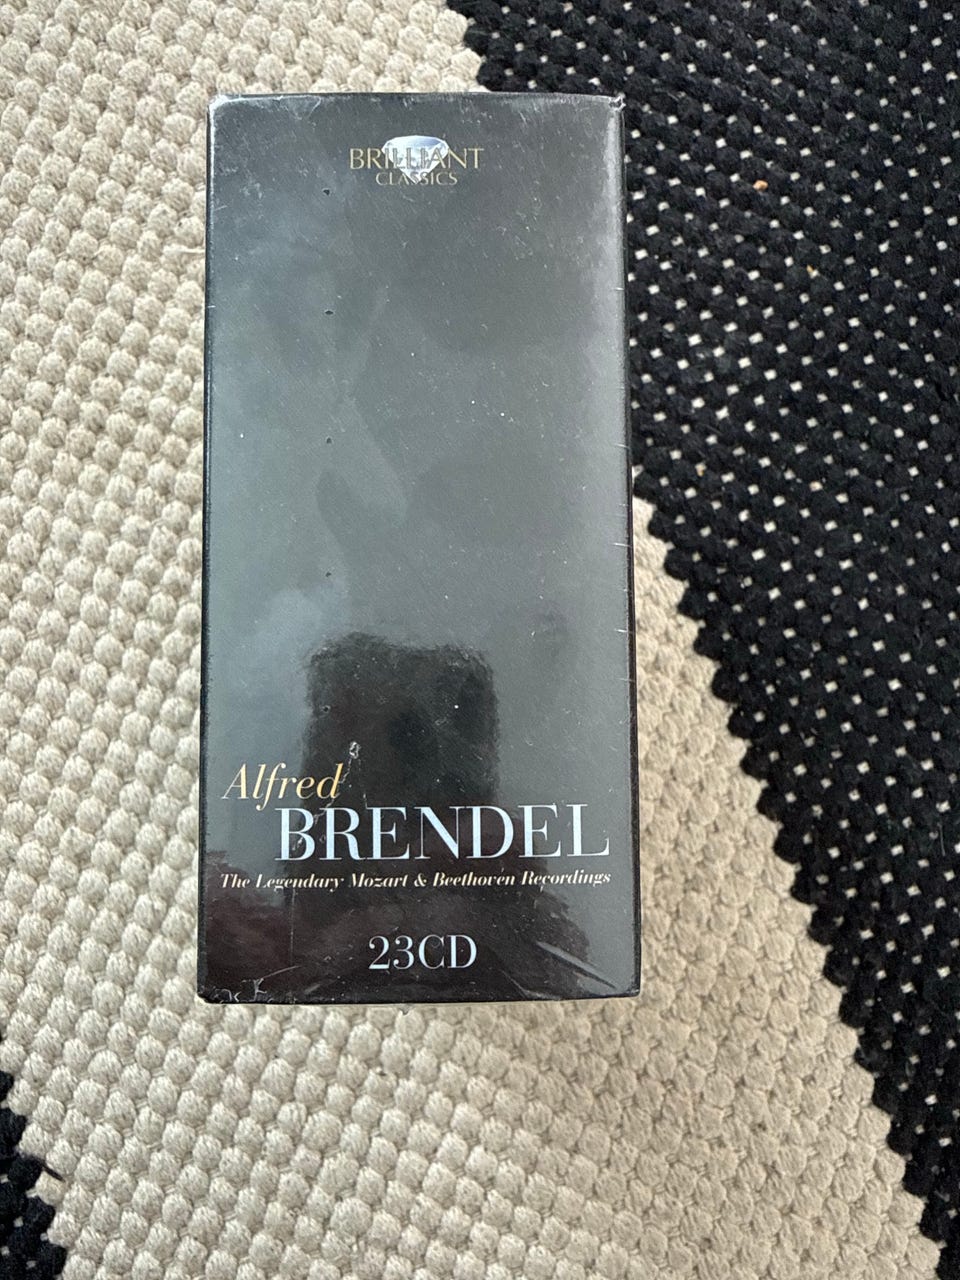 BRILLIANT
CLASSICS
Alfred
BRENDEL
The Legendary Mozart & Beethoven Recordings
23CD